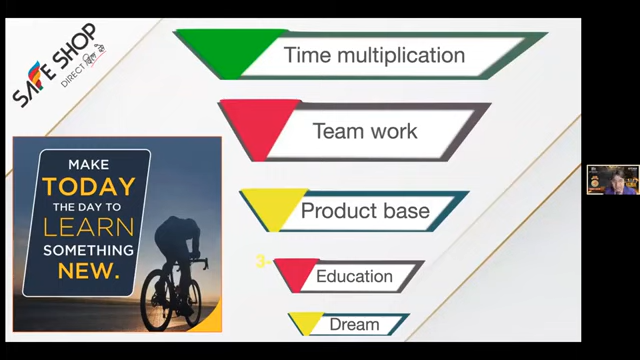 SAFE SHOP
DIRECT दिल से
MAKE
TODAY
THE DAY TO
LEARN
SOMETHING
NEW.
Time multiplication
Team work
Product base
3-
Education
Dream